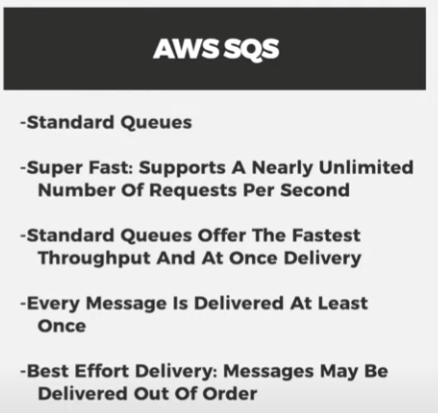 AWS SQS
-Standard Queues
-Super Fast: Supports A Nearly Unlimited
Number Of Requests Per Second
-Standard Queues Offer The Fastest
Throughput And At Once Delivery
-Every Message Is Delivered At Least
Once
-Best Effort Delivery: Messages May Be
Delivered Out Of Order